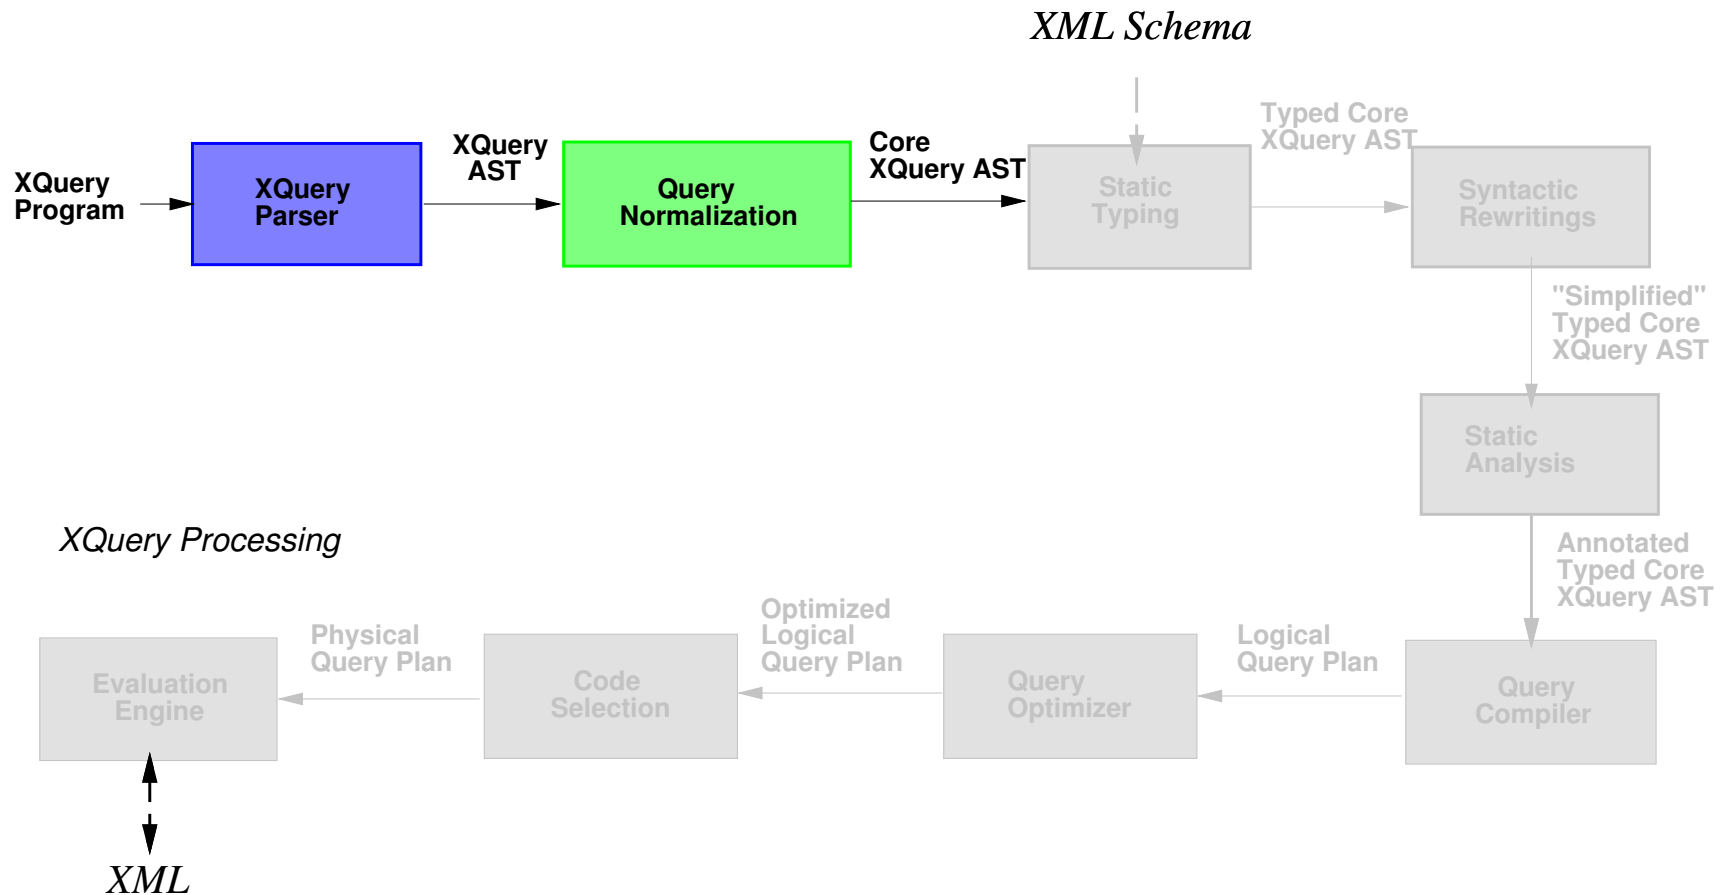 XML Schema
XQuery
Program
XQuery
Parser
XQuery
AST
Query
Normalization
Core
XQuery AST
Static
Typing
Typed Core
XQuery AST
Syntactic
Rewritings
"Simplified"
Typed Core
XQuery AST
Static
Analysis
Annotated
Typed Core
XQuery AST
XQuery Processing
Query
Compiler
Logical
Query Plan
Query
Optimizer
Optimized
Logical
Query Plan
Code
Selection
Physical
Query Plan
Evaluation
Engine
XML